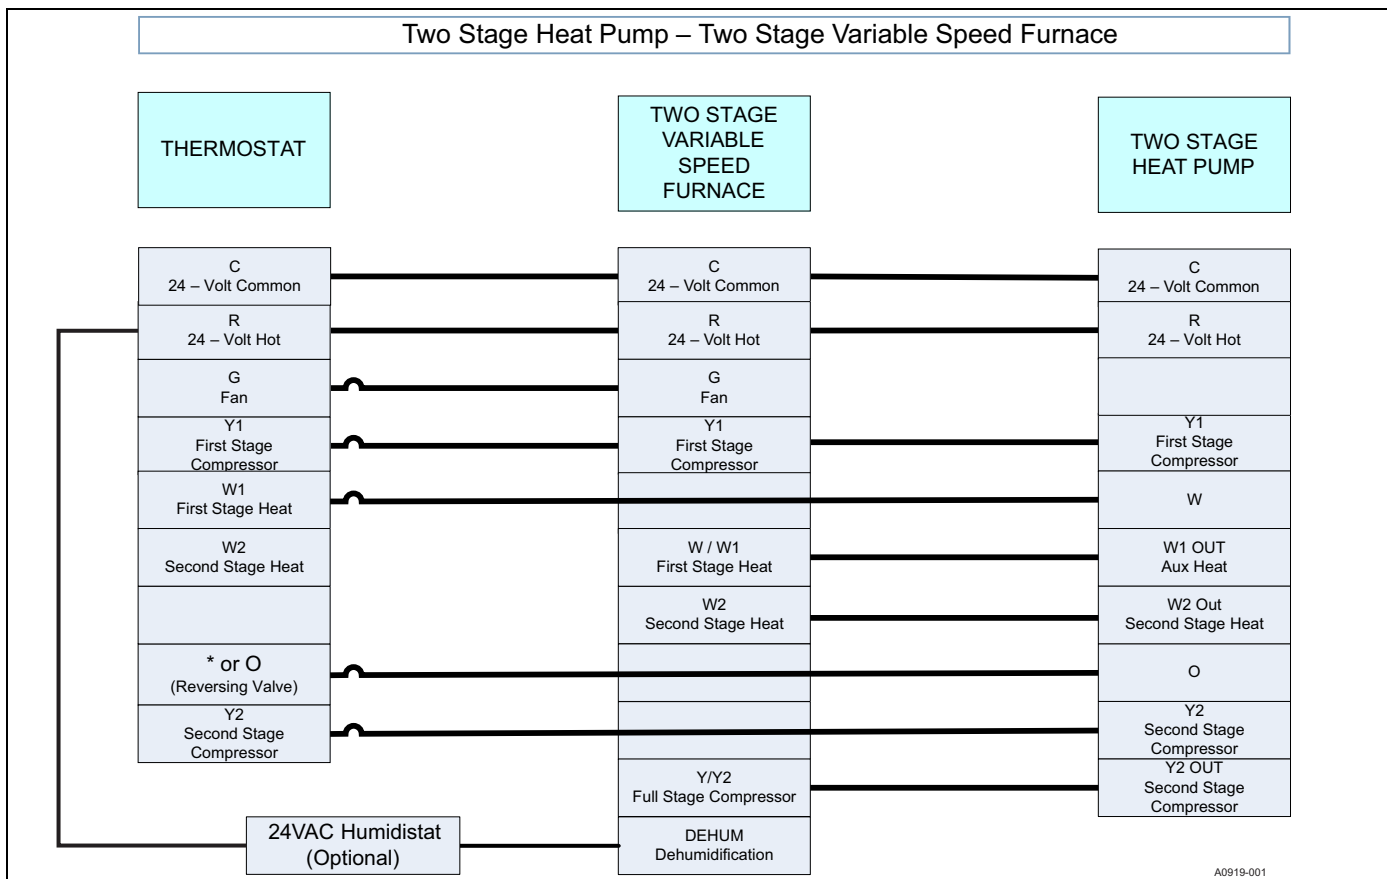 Two Stage Heat Pump – Two Stage Variable Speed Furnace
THERMOSTAT
TWO STAGE
VARIABLE
SPEED
FURNACE
TWO STAGE
HEAT PUMP
C
24 – Volt Common
C
24 – Volt Common
C
24 – Volt Common
R
24 – Volt Hot
R
24 – Volt Hot
R
24 – Volt Hot
G
Fan
G
Fan
Y1
First Stage
Compressor
Y1
First Stage
Compressor
Y1
First Stage
Compressor
W1
First Stage Heat
W
W2
Second Stage Heat
W / W1
First Stage Heat
W1 OUT
Aux Heat
W2
Second Stage Heat
W2 Out
Second Stage Heat
* or O
(Reversing Valve)
O
Y2
Second Stage
Compressor
Y2
Second Stage
Compressor
Y/Y2
Full Stage Compressor
Y2 OUT
Second Stage
Compressor
24VAC Humidistat
(Optional)
DEHUM
Dehumidification
A0919-001